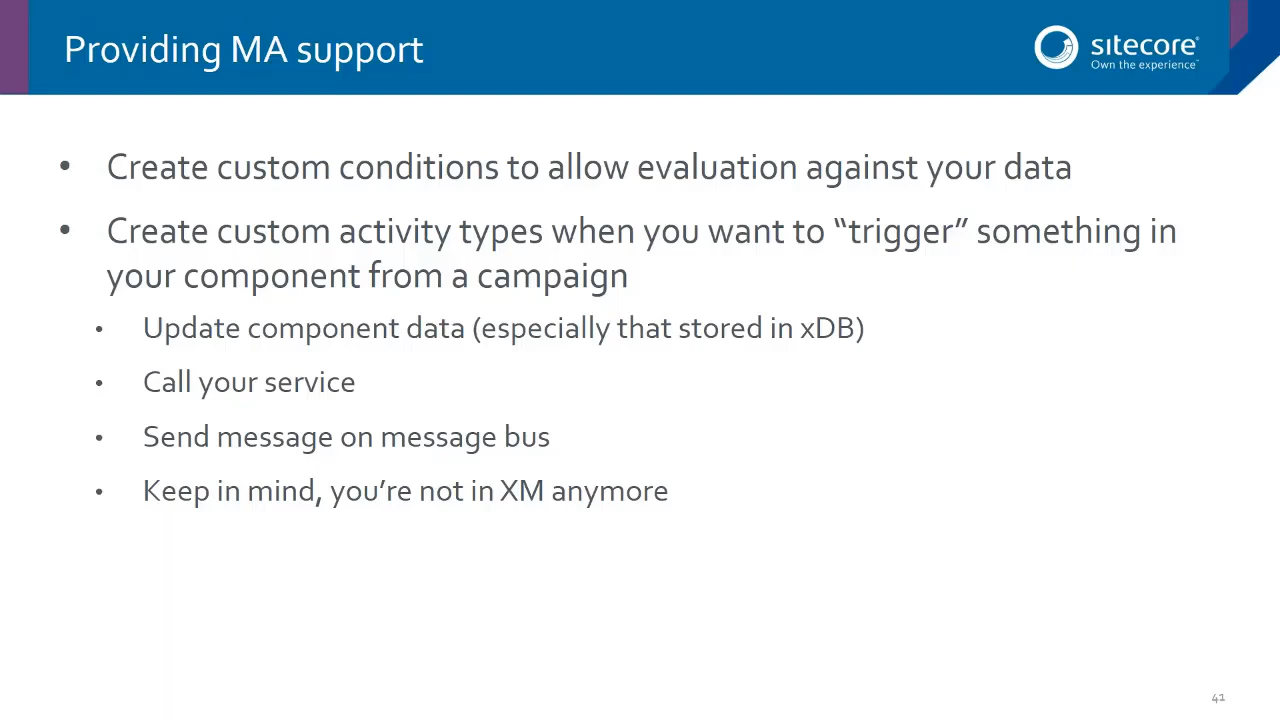 Providing MA support
sitecore
Own the experience™
• Create custom conditions to allow evaluation against your data
• Create custom activity types when you want to “trigger” something in
your component from a campaign
• Update component data (especially that stored in xDB)
• Call your service
• Send message on message bus
• Keep in mind, you’re not in XM anymore
41